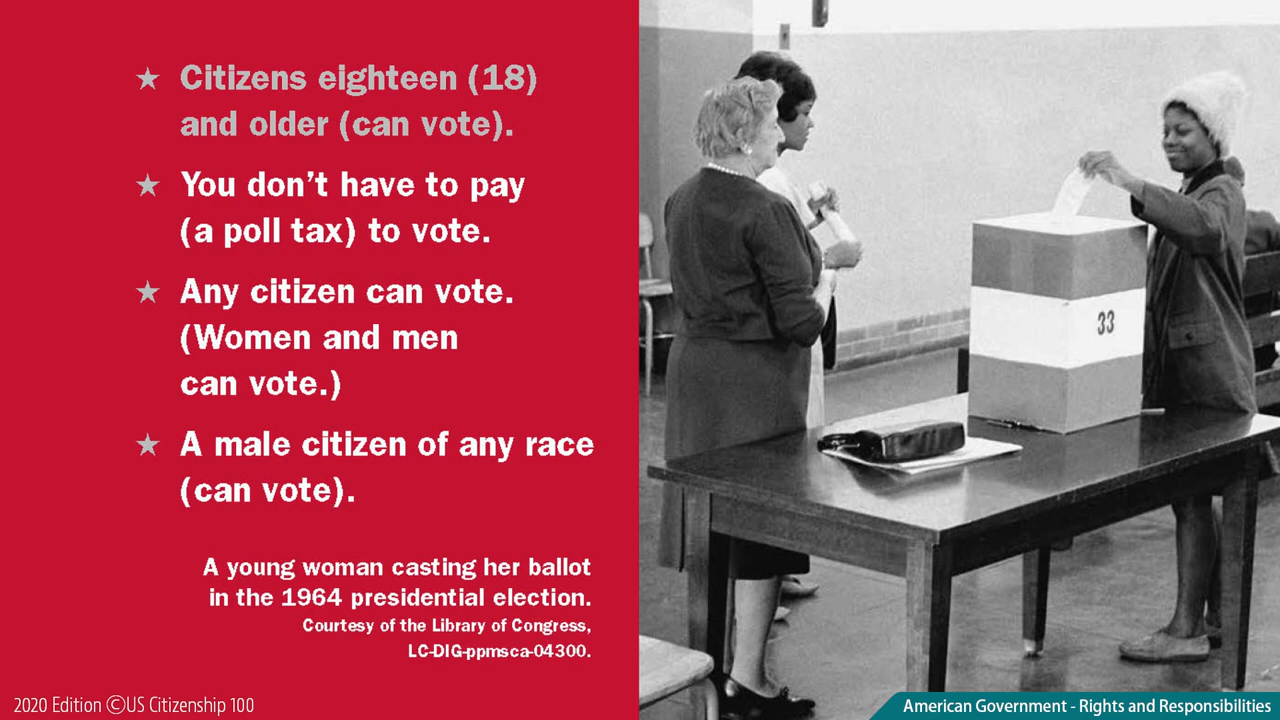 ★ Citizens eighteen (18)
and older (can vote).
★ You don't have to pay
(a poll tax) to vote.
★ Any citizen can vote.
(Women and men
can vote.)
★ A male citizen of any race
(can vote).
A young woman casting her ballot
in the 1964 presidential election.
Courtesy of the Library of Congress,
LC-DIG-ppmsca-04300.
33
2020 Edition ©US Citizenship 100
American Government - Rights and Responsibilities